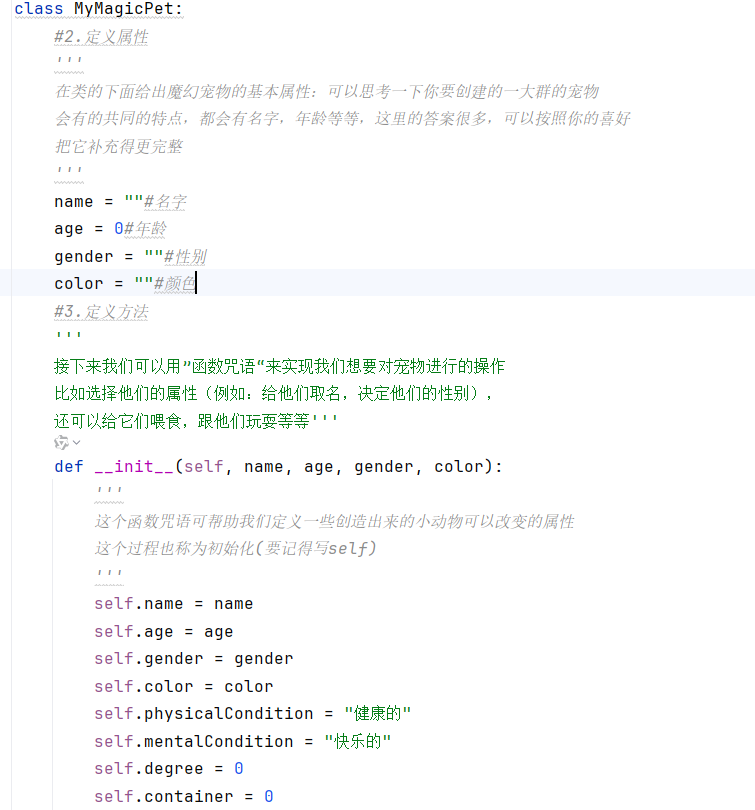 class MyMagicPet:
#2.定义属性
'''
在类的下面给出魔幻宠物的基本属性：可以思考一下你要创建的一大群的宠物
会有的共同的特点，都会有名字，年龄等等，这里的答案很多，可以按照你的喜好
把它补充得更完整
'''
name = ""#名字
age = 0#年龄
gender = ""#性别
color = ""#颜色
#3.定义方法
'''
接下来我们可以用”函数咒语“来实现我们想要对宠物进行的操作
比如选择他们的属性（例如：给他们取名，决定他们的性别），
还可以给它们喂食，跟他们玩耍等等'''
def __init__(self, name, age, gender, color):
'''
这个函数咒语可帮助我们定义一些创造出来的小动物可以改变的属性
这个过程也称为初始化(要记得写self)
'''
self.name = name
self.age = age
self.gender = gender
self.color = color
self.physicalCondition = "健康的"
self.mentalCondition = "快乐的"
self.degree = 0
self.container = 0